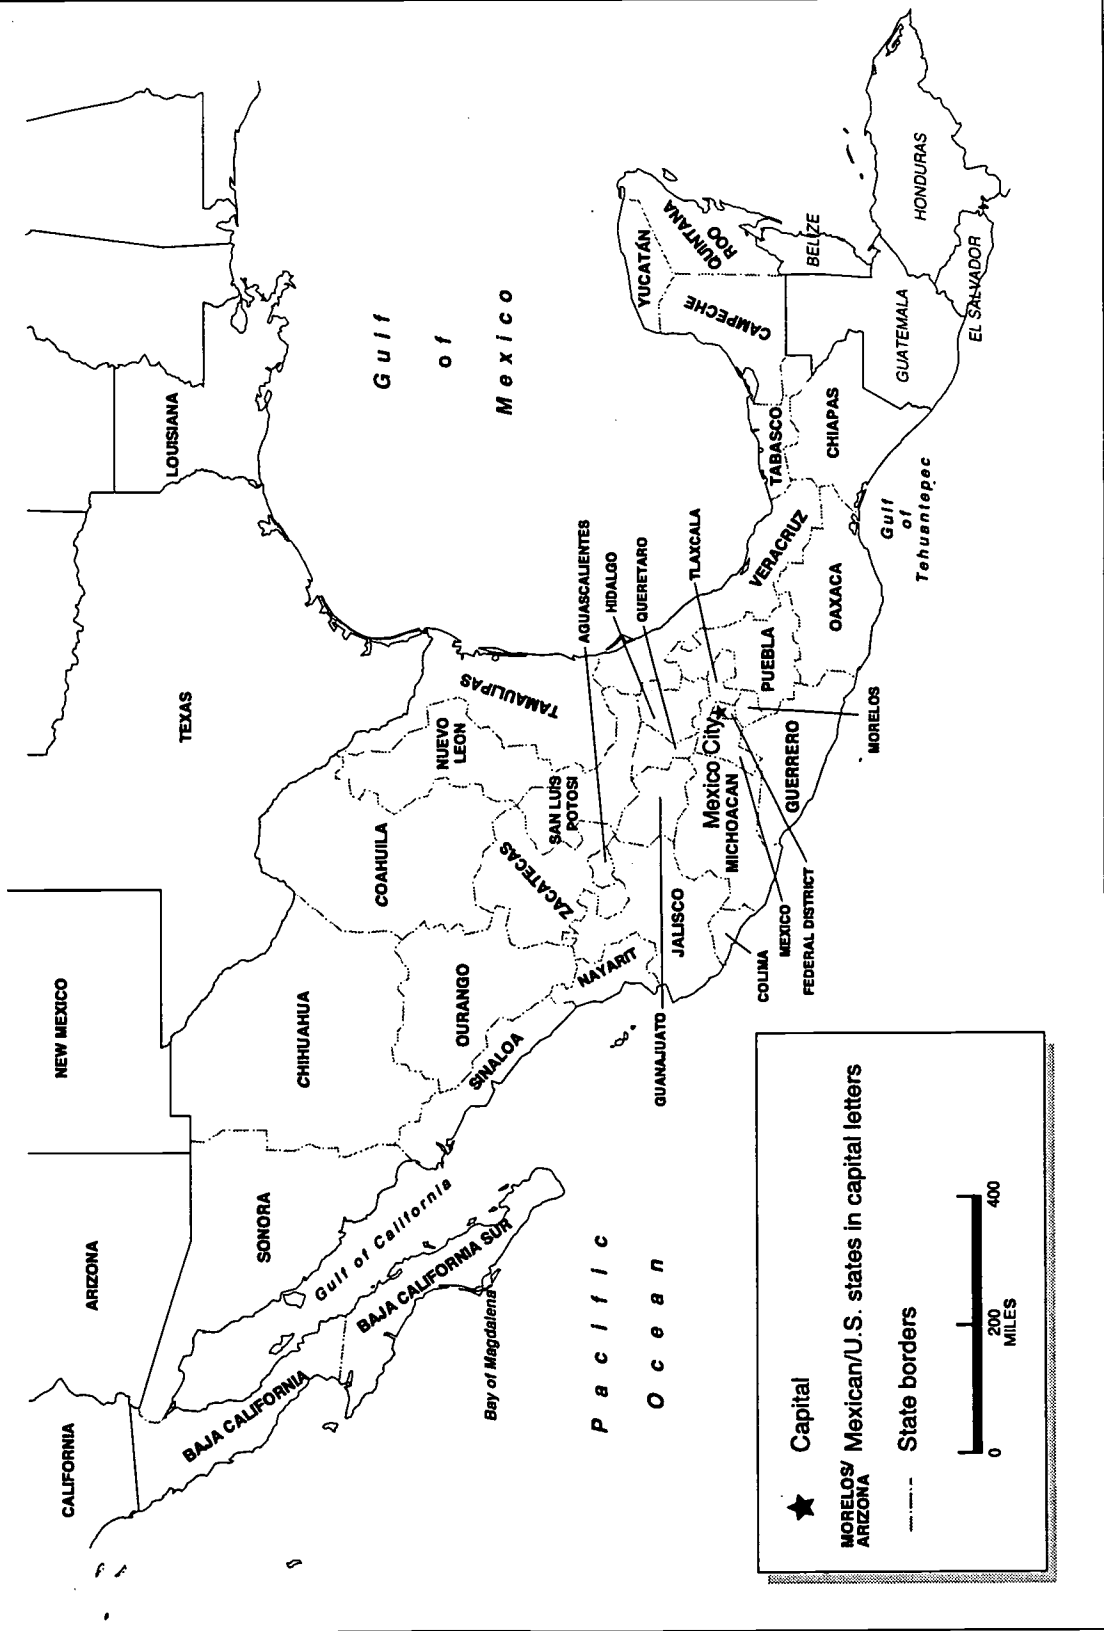 CALIFORNIA
ARIZONA
NEW MEXICO
TEXAS
LOUISIANA
BAJA CALIFORNIA
SONORA
CHIHUAHUA
COAHUILA
NUEVO
LEON
TAMAULIPAS
Gulf
of
Mexico
Gulf of California
BAJA CALIFORNIA SUR
Bay of Magdalena
SINALOA
OURANGO
ZACATECAS
SAN LUIS
POTOSI
AGUASCALIENTES
HIDALGO
QUERETARO
TLAXCALA
Pacific
Ocean
NAYARIT
GUANAJUATO
JALISCO
COLIMA
MEXICO
FEDERAL DISTRICT
MICHOACAN
Mexico City
GUERRERO
MORELOS
PUEBLA
VERACRUZ
OAXACA
TABASCO
CHIAPAS
Gulf
of
Tehuantepec
YUCATÁN
CAMPECHE
QUINTANA
ROO
BELIZE
GUATEMALA
HONDURAS
EL SALVADOR
Capital
MORELOS/
ARIZONA
Mexican/U.S. states in capital letters
State borders
0 200 400
MILES